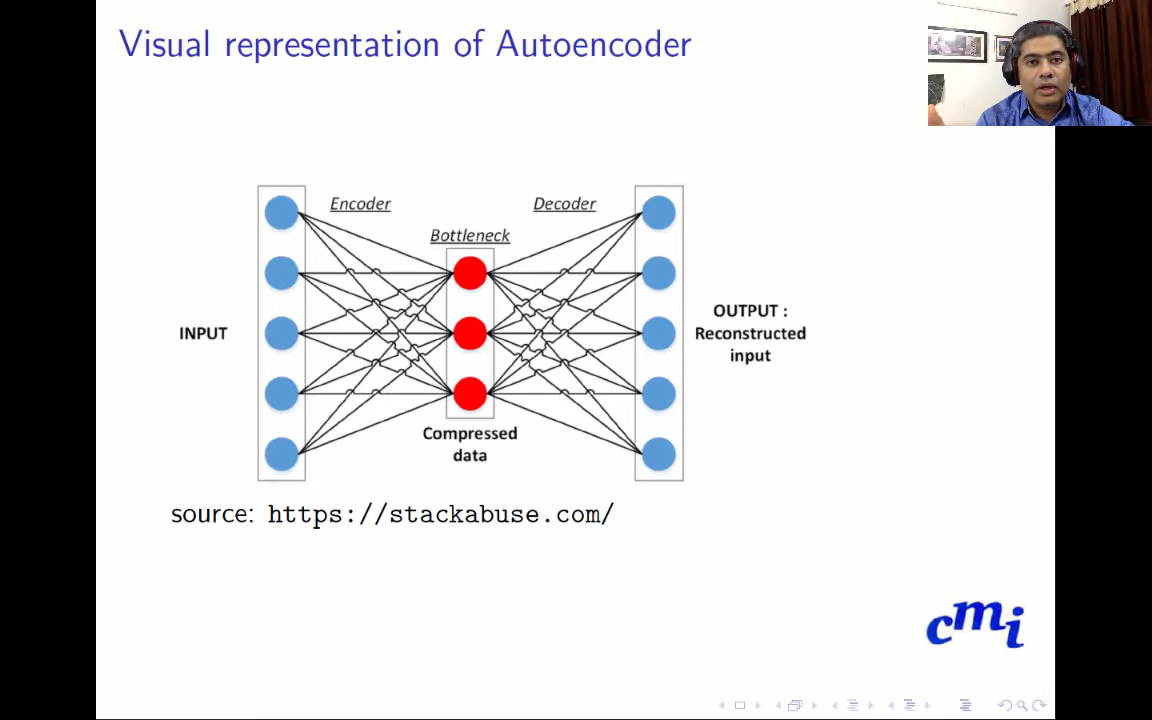 Visual representation of Autoencoder
Encoder
Decoder
Bottleneck
INPUT
OUTPUT :
Reconstructed
input
Compressed
data
source: https://stackabuse.com/
cmi